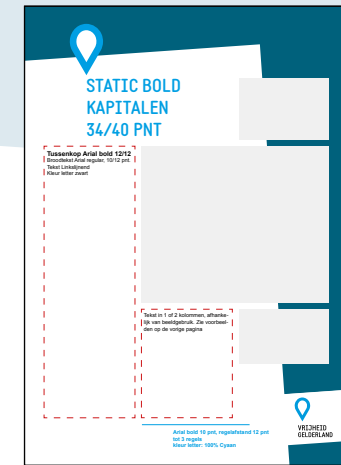 STATIC BOLD
KAPITALEN
34/40 PNT
Tussenkop Arial bold 12/12
Broodtekst Arial regular, 10/12 pnt.
Tekst Linkslijnend
Kleur letter zwart
Tekst in 1 of 2 kolommen, afhanke-
lijk van beeldgebruik. Zie voorbeel-
den op de vorige pagina
Arial bold 10 pnt, regelafstand 12 pnt
tot 3 regels
kleur letter: 100% Cyaan
VRIJHEID
GELDERLAND